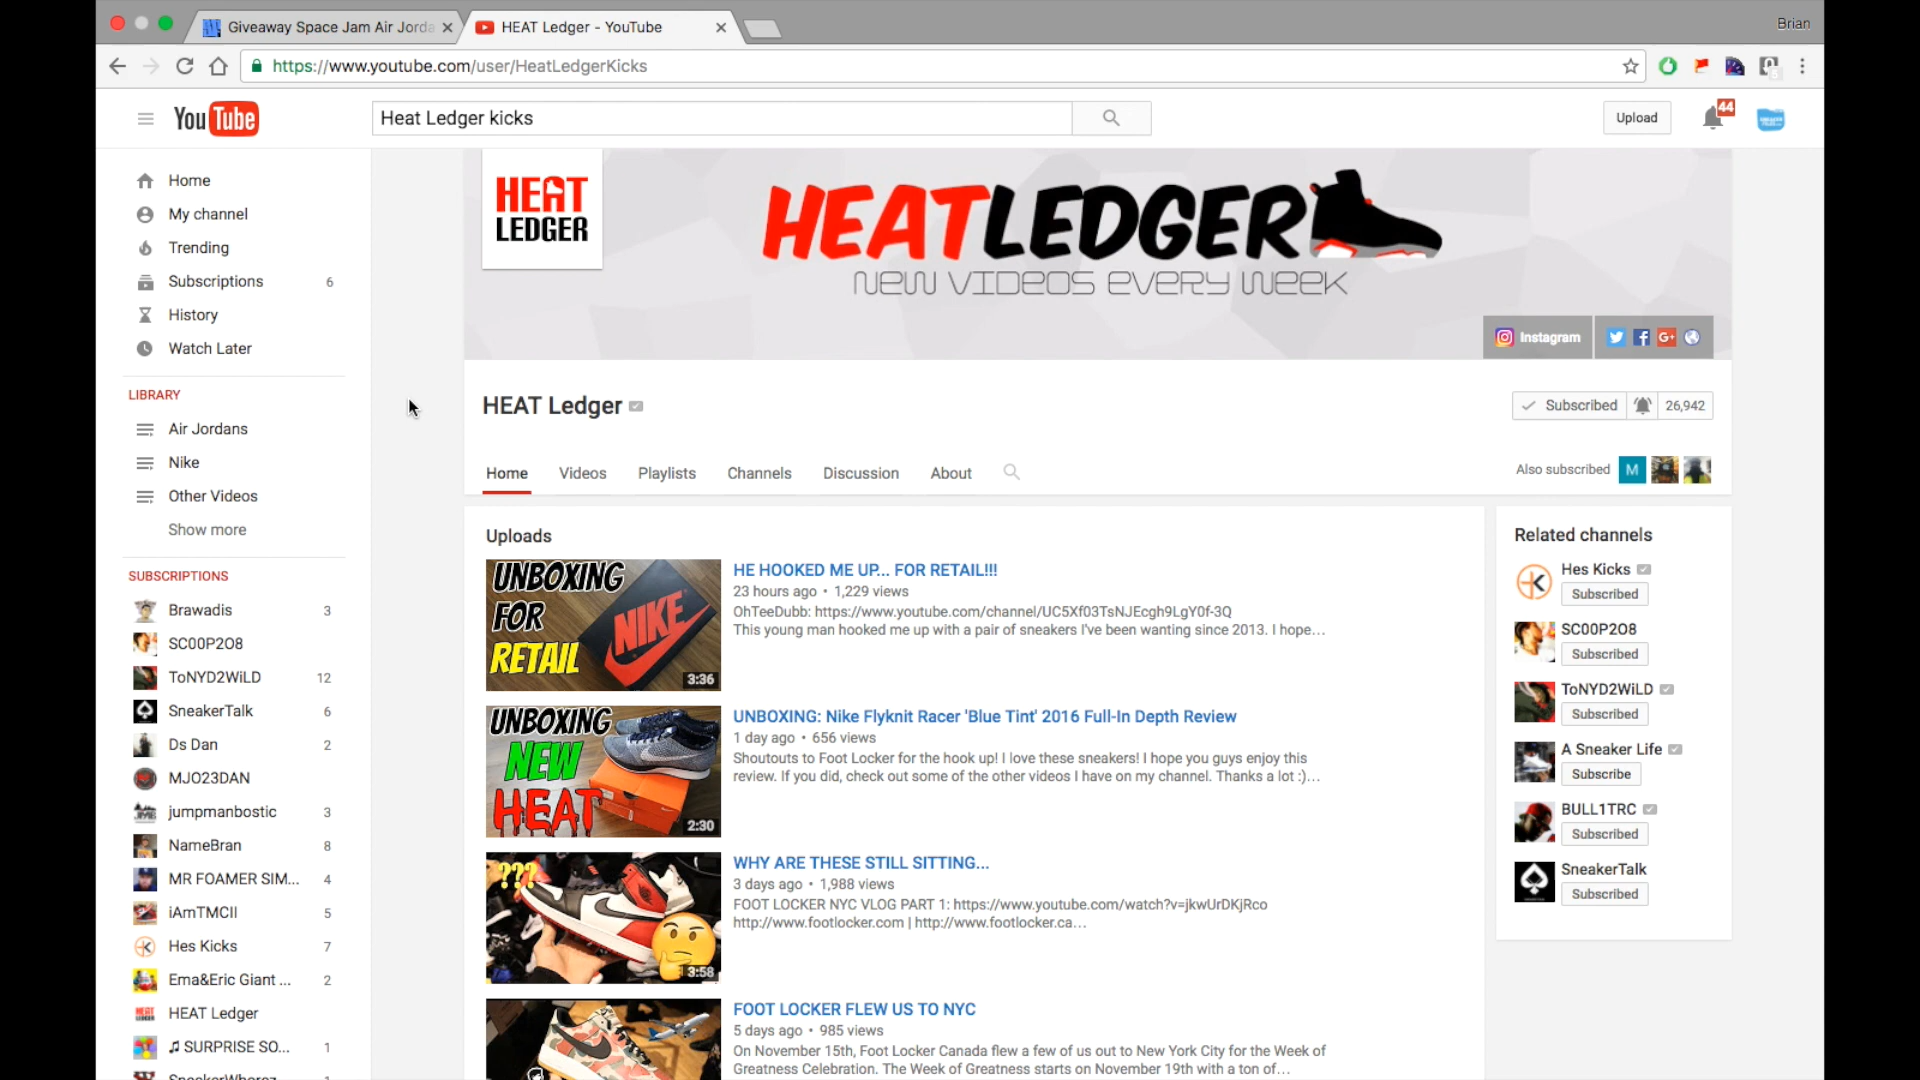 Giveaway Space Jam Air Jorda
HEAT Ledger - YouTube
Brian
https://www.youtube.com/user/HeatLedgerKicks
YouTube
Heat Ledger kicks
Upload
44
Home
My channel
Trending
Subscriptions 6
History
Watch Later
LIBRARY
Air Jordans
Nike
Other Videos
Show more
SUBSCRIPTIONS
Brawadis 3
SC00P208
ToNYD2WiLD 12
SneakerTalk 6
Ds Dan 2
MJO23DAN
jumpmanbostic 3
NameBran 8
MR FOAMER SIM... 4
iAmTMCII 5
Hes Kicks 7
Ema&Eric Giant ... 2
HEAT Ledger
♫ SURPRISE SO... 1
HEAT
LEDGER
HEATLEDGER
NEW VIDEOS EVERY WEEK
Instagram
HEAT Ledger
Subscribed 26,942
Home Videos Playlists Channels Discussion About
Also subscribed M
Uploads
UNBOXING
FOR
RETAIL
NIKE
3:36
HE HOOKED ME UP... FOR RETAIL!!!
23 hours ago • 1,229 views
OhTeeDubb: https://www.youtube.com/channel/UC5Xf03TsNJEcgh9LgY0f-3Q
This young man hooked me up with a pair of sneakers I've been wanting since 2013. I hope...
UNBOXING
NEW
HEAT
2:30
UNBOXING: Nike Flyknit Racer 'Blue Tint' 2016 Full-In Depth Review
1 day ago • 656 views
Shoutouts to Foot Locker for the hook up! I love these sneakers! I hope you guys enjoy this
review. If you did, check out some of the other videos I have on my channel. Thanks a lot :)...
???
3:58
WHY ARE THESE STILL SITTING...
3 days ago • 1,988 views
FOOT LOCKER NYC VLOG PART 1: https://www.youtube.com/watch?v=jkwUrDKjRco
http://www.footlocker.com | http://www.footlocker.ca...
FOOT LOCKER FLEW US TO NYC
5 days ago • 985 views
On November 15th, Foot Locker Canada flew a few of us out to New York City for the Week of
Greatness Celebration. The Week of Greatness starts on November 19th with a ton of...
Related channels
Hes Kicks
Subscribed
SC00P208
Subscribed
ToNYD2WiLD
Subscribed
A Sneaker Life
Subscribe
BULL1TRC
Subscribed
SneakerTalk
Subscribed